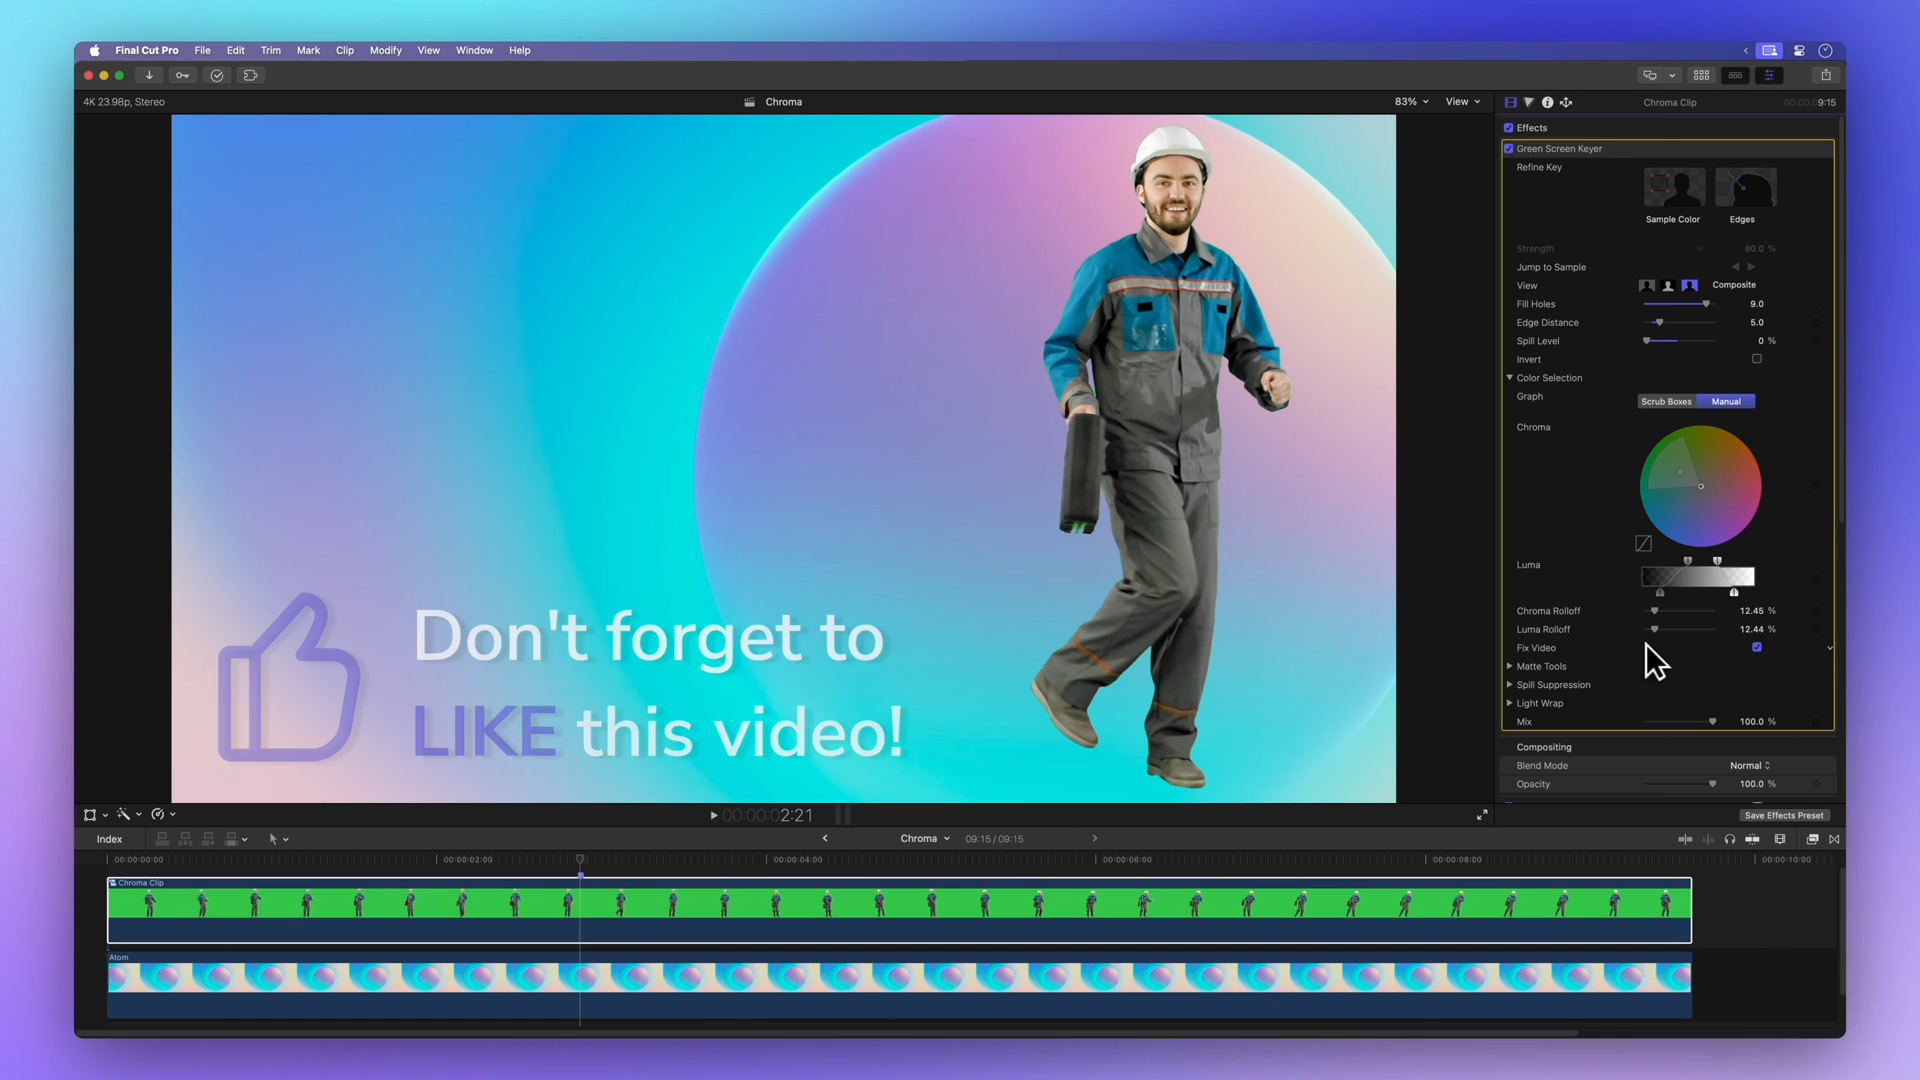 Final Cut Pro File Edit Trim Mark Clip Modify View Window Help
4K 23.98p, Stereo
Chroma
83%
View
Chroma Clip
00:00:09:15
Effects
Green Screen Keyer
Refine Key
Sample Color
Edges
Strength 80.0 %
Jump to Sample
View Composite
Fill Holes 9.0
Edge Distance 5.0
Spill Level 0 %
Invert
Color Selection
Graph Scrub Boxes Manual
Chroma
Luma
Chroma Rolloff 12.45 %
Luma Rolloff 12.44 %
Fix Video
Matte Tools
Spill Suppression
Light Wrap
Mix 100.0 %
Compositing
Blend Mode Normal
Opacity 100.0 %
Save Effects Preset
Don't forget to
LIKE this video!
00:00:00:02:21
Index
Chroma
09:15 / 09:15
00:00:00:00
00:00:02:00
00:00:04:00
00:00:06:00
00:00:08:00
00:00:10:00
Chroma Clip
Atom